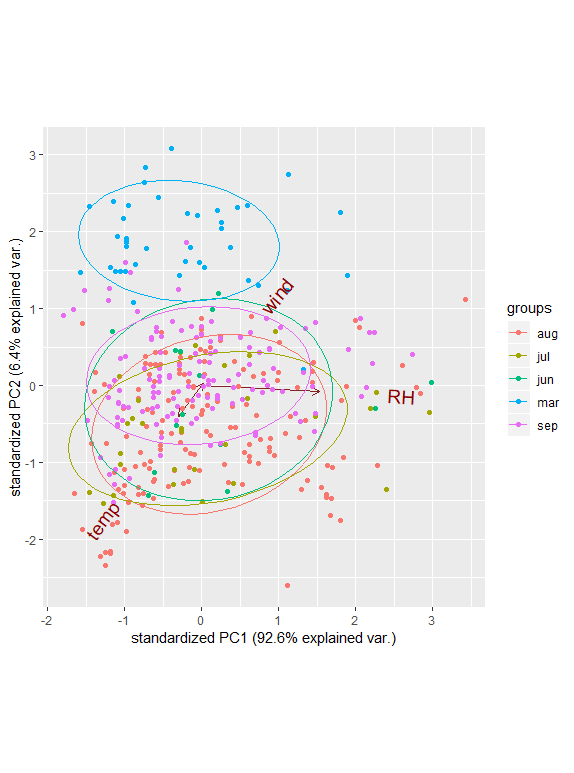 3
2
1
0
-1
-2
standardized PC2 (6.4% explained var.)
wind
RH
temp
-2 -1 0 1 2 3
standardized PC1 (92.6% explained var.)
groups
aug
jul
jun
mar
sep